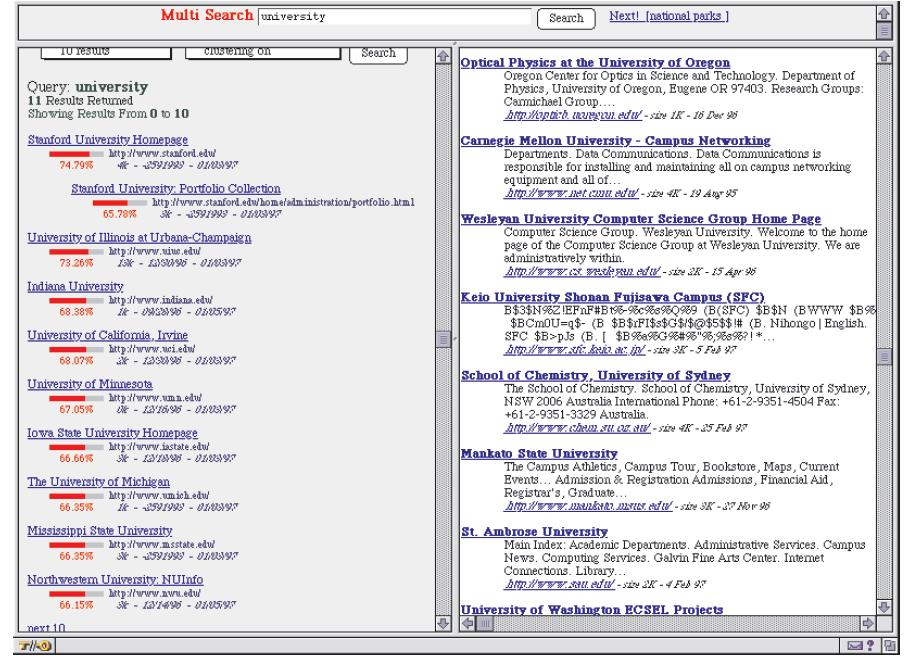 Multi Search university Search Next! [national parks ]
10 results clustering on Search
Query: university
11 Results Returned
Showing Results From 0 to 10
Stanford University Homepage
http://www.stanford.edu/
74.79% 4k - -2591993 - 01/03/97
Stanford University: Portfolio Collection
http://www.stanford.edu/home/administration/portfolio.html
65.78% 3k - -2591993 - 01/03/97
University of Illinois at Urbana-Champaign
http://www.uiuc.edu/
73.26% 13k - 12/30/96 - 01/03/97
Indiana University
http://www.indiana.edu/
68.38% 1k - 09/20/96 - 01/05/97
University of California, Irvine
http://www.uci.edu/
68.07% 2k - 12/30/96 - 01/03/97
University of Minnesota
http://www.umn.edu/
67.05% 0k - 12/16/96 - 01/03/97
Iowa State University Homepage
http://www.iastate.edu/
66.66% 3k - 12/18/96 - 01/03/97
The University of Michigan
http://www.umich.edu/
66.35% 1k - -2591993 - 01/03/97
Mississippi State University
http://www.msstate.edu/
66.35% 3k - -2591993 - 01/03/97
Northwestern University: NUInfo
http://www.nwu.edu/
66.15% 3k - 12/14/96 - 01/05/97
next 10
Optical Physics at the University of Oregon
Oregon Center for Optics in Science and Technology. Department of
Physics, University of Oregon, Eugene OR 97403. Research Groups:
Carmichael Group....
http://opticb.uoregon.edu/ - size 1K - 16 Dec 96
Carnegie Mellon University - Campus Networking
Departments. Data Communications. Data Communications is
responsible for installing and maintaining all on campus networking
equipment and all of...
http://www.net.cmu.edu/ - size 4K - 19 Aug 95
Wesleyan University Computer Science Group Home Page
Computer Science Group. Wesleyan University. Welcome to the home
page of the Computer Science Group at Wesleyan University. We are
administratively within.
http://www.cs.wesleyan.edu/ - size 2K - 15 Apr 96
Keio University Shonan Fujisawa Campus (SFC)
B$3$N%Z!EFnF#Bt%-%c%s%Q%9 (B(SFC) $B$N (BWWW $B%
$BCm0U=q$- (B $B$rFI$s$G$/$@$5$$!# (B. Nihongo | English.
SFC $B>pJs (B. [ $B%a%G%#%"%;%s%?! *...
http://www.sfc.keio.ac.jp/ - size 3K - 5 Feb 97
School of Chemistry, University of Sydney
The School of Chemistry. School of Chemistry, University of Sydney,
NSW 2006 Australia International Phone: +61-2-9351-4504 Fax:
+61-2-9351-3329 Australia.
http://www.chem.su.oz.au/ - size 4K - 25 Feb 97
Mankato State University
The Campus Athletics, Campus Tour, Bookstore, Maps, Current
Events... Admission & Registration Admissions, Financial Aid,
Registrar's, Graduate...
http://www.mankato.msus.edu/ - size 3K - 27 Nov 96
St. Ambrose University
Main Index: Academic Departments. Administrative Services. Campus
News. Computing Services. Galvin Fine Arts Center. Internet
Connections. Library...
http://www.sau.edu/ - size 2K - 4 Feb 97
University of Washington ECSEL Projects